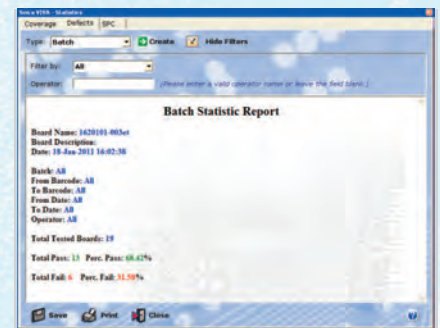 Seica VIVA - Statistics
Coverage Defects SPC
Type: Batch Create Hide Filters
Filter by: All
Operator: (Please enter a valid operator name or leave the field blank.)
Batch Statistic Report
Board Name: 1620101-003et
Board Description:
Date: 18-Jan-2011 16:02:38
Batch: All
From Barcode: All
To Barcode: All
From Date: All
To Date: All
Operator: All
Total Tested Boards: 19
Total Pass: 13 Perc. Pass: 68.42%
Total Fail: 6 Perc. Fail: 31.58%
Save Print Close